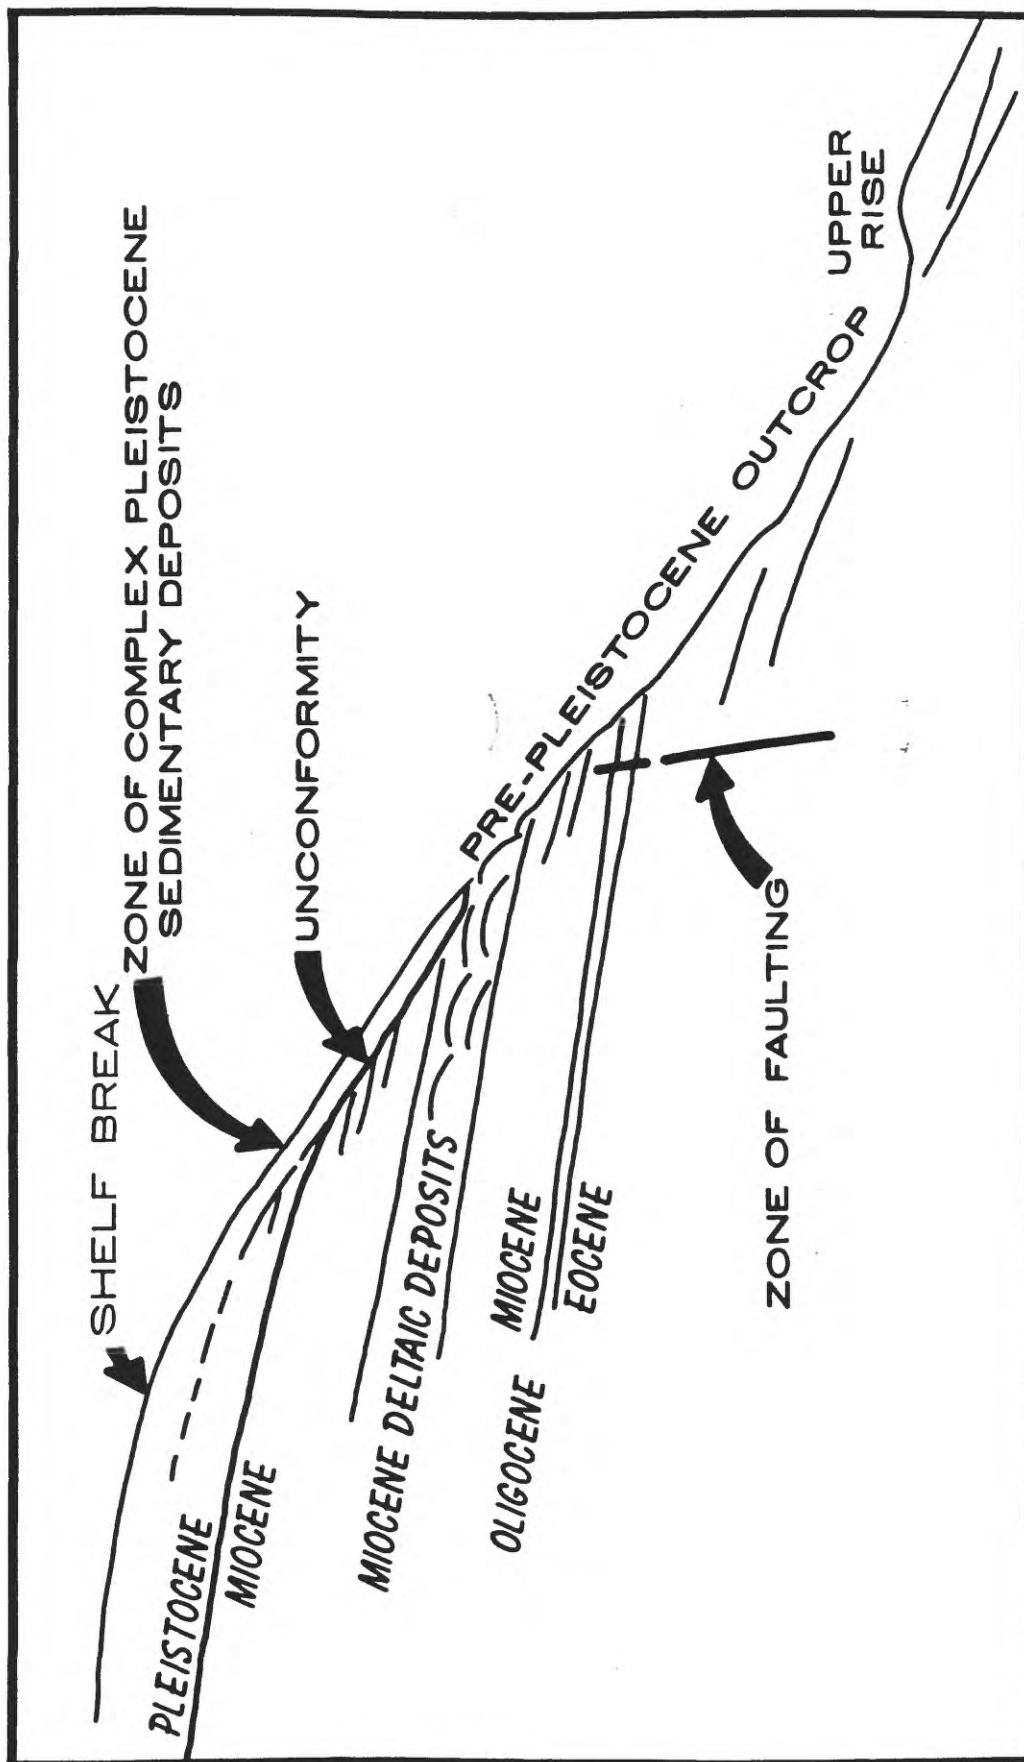 SHELF BREAK
ZONE OF COMPLEX PLEISTOCENE
SEDIMENTARY DEPOSITS
UNCONFORMITY
PRE-PLEISTOCENE OUTCROP
UPPER
RISE
PLEISTOCENE
MIOCENE
MIOCENE DELTAIC DEPOSITS
MIOCENE
OLIGOCENE
EOCENE
ZONE OF FAULTING